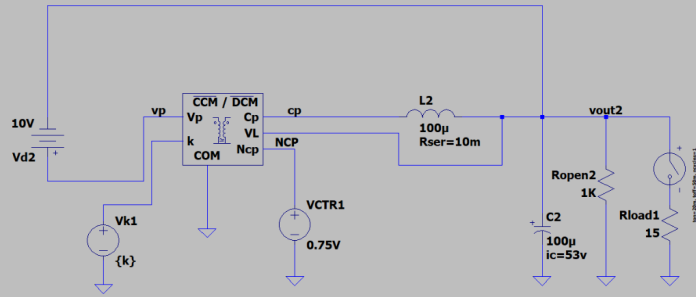 CCM / DCM
vp
Vp
k
COM
Cp
VL
Ncp
cp
NCP
L2
100µ
Rser=10m
vout2
10V
Vd2
+
Vk1
+
{k}
VCTR1
+
0.75V
+
C2
100µ
ic=53v
Ropen2
1K
Rload1
15
+